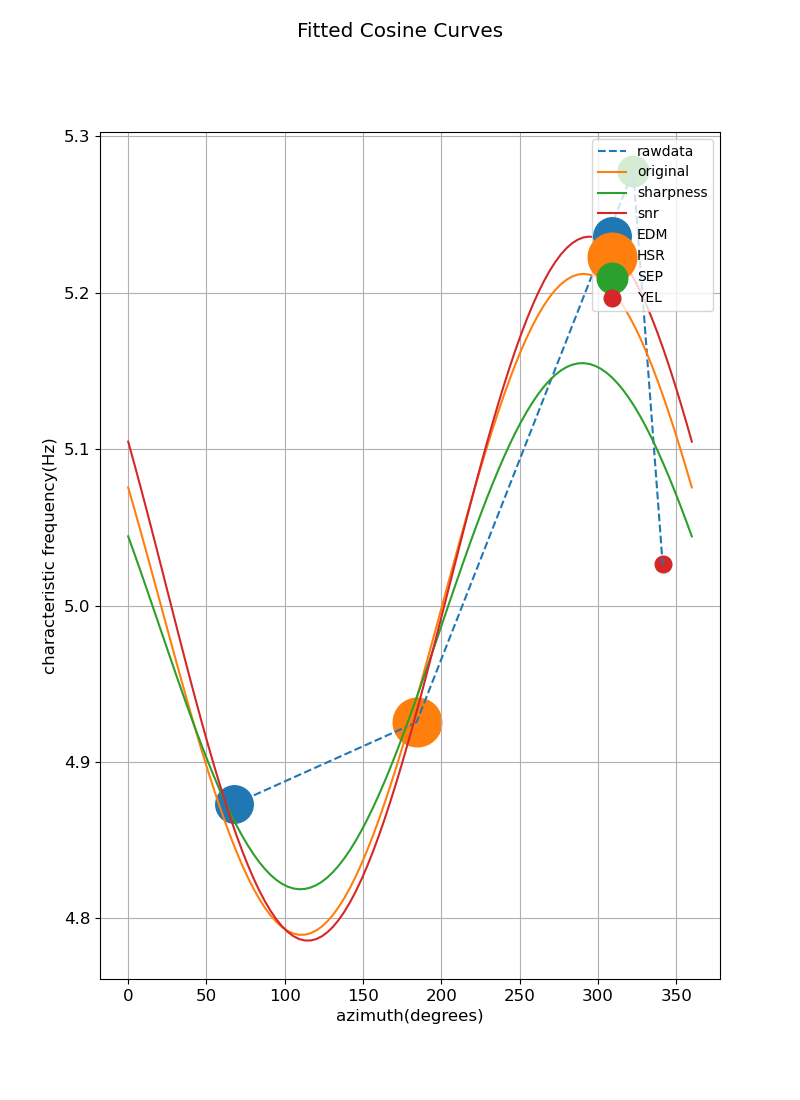 Fitted Cosine Curves
5.3
5.2
5.1
5.0
4.9
4.8
characteristic frequency(Hz)
rawdata
original
sharpness
snr
EDM
HSR
SEP
YEL
0 50 100 150 200 250 300 350
azimuth(degrees)